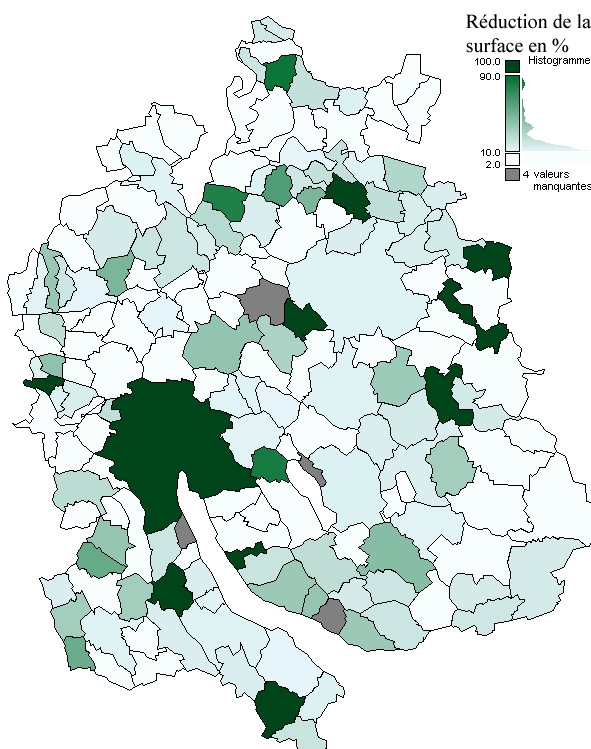 Réduction de la
surface en %
100.0 Histogramme
90.0
10.0
2.0
4 valeurs
manquantes